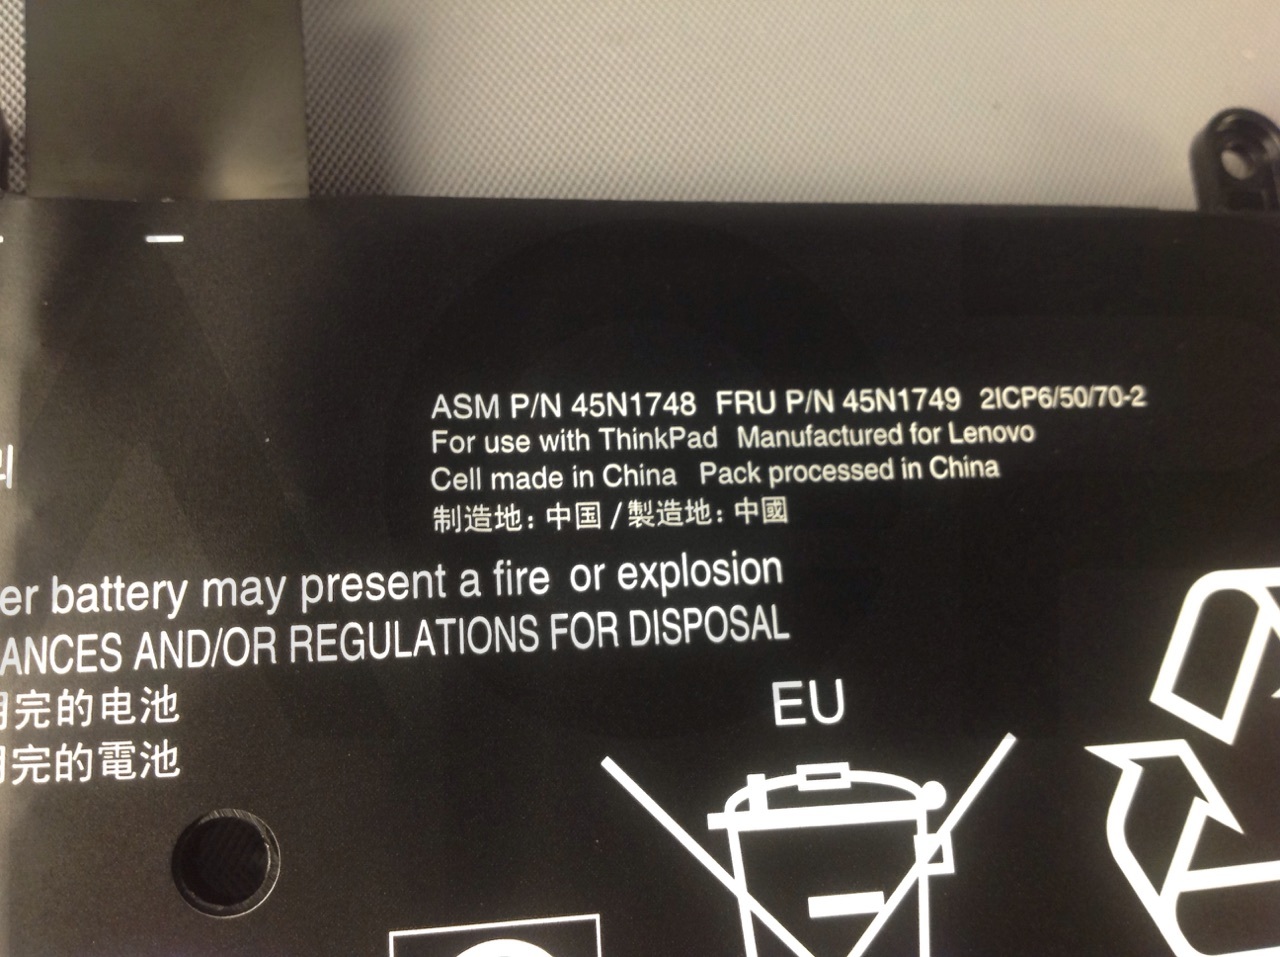 ASM P/N 45N1748 FRU P/N 45N1749 2ICP6/50/70-2
For use with ThinkPad Manufactured for Lenovo
Cell made in China Pack processed in China
制造地: 中国 / 製造地: 中國
리
er battery may present a fire or explosion
ANCES AND/OR REGULATIONS FOR DISPOSAL
用完的电池
用完的電池
EU